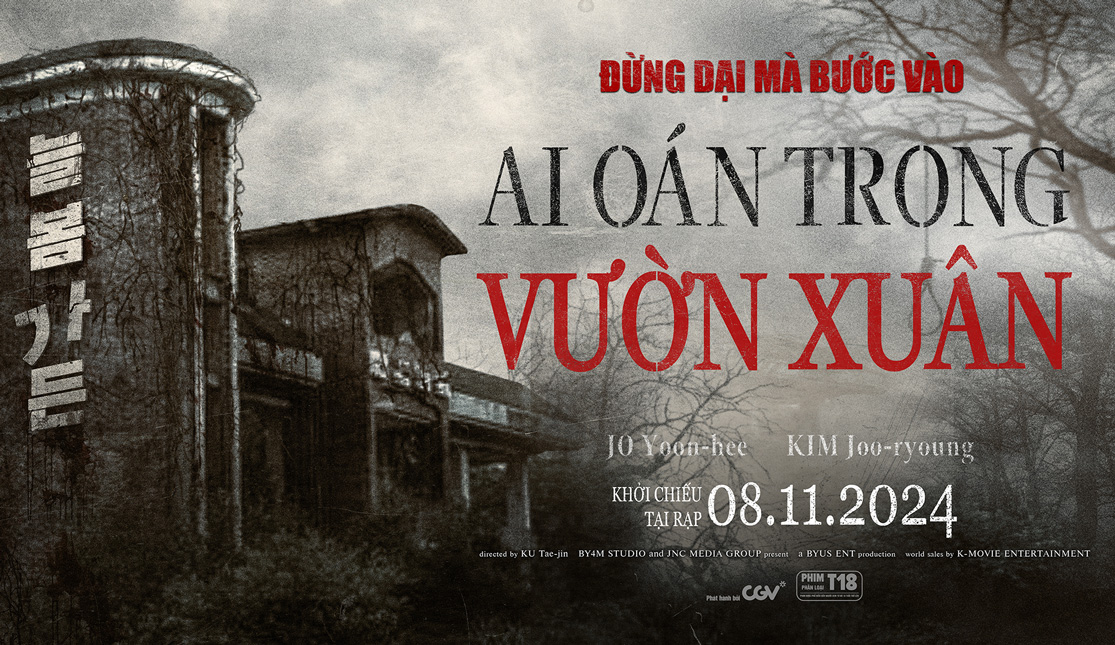 늘봄가든
ĐỪNG DẠI MÀ BƯỚC VÀO
AI OÁN TRONG
VƯỜN XUÂN
JO Yoon-hee KIM Joo-ryoung
KHỞI CHIẾU
TẠI RẠP
08.11.2024
directed by KU Tae-jin BY4M STUDIO and JNC MEDIA GROUP present a BYUS ENT production world sales by K-MOVIE ENTERTAINMENT
Phát hành bởi CGV
PHIM
PHÂN LOẠI
T18